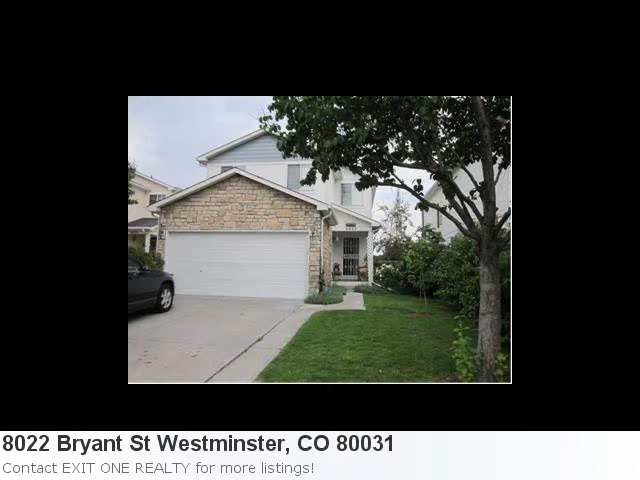 8022 Bryant St Westminster, CO 80031
Contact EXIT ONE REALTY for more listings!